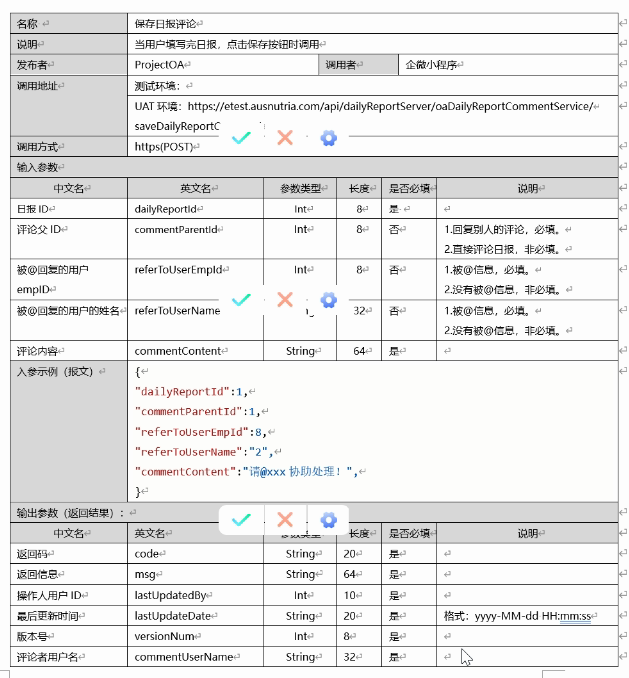 名称 保存日报评论
说明 当用户填写完日报，点击保存按钮时调用
发布者 ProjectOA 调用者 企微小程序
调用地址 测试环境：
UAT 环境：https://etest.ausnutria.com/api/dailyReportServer/oaDailyReportCommentService/
saveDailyReportC
调用方式 https(POST)
输入参数
中文名 英文名 参数类型 长度 是否必填 说明
日报 ID dailyReportId Int 8 是
评论父 ID commentParentId Int 8 否 1.回复别人的评论，必填。
2.直接评论日报，非必填。
被@回复的用户 referToUserEmpId Int 8 否 1.被@信息，必填。
empID 2.没有被@信息，非必填。
被@回复的用户的姓名 referToUserName 32 否 1.被@信息，必填。
2.没有被@信息，非必填。
评论内容 commentContent String 64 是
入参示例（报文） {
"dailyReportId":1,
"commentParentId":1,
"referToUserEmpId":8,
"referToUserName":"2",
"commentContent":"请@xxx 协助处理！",
}
输出参数（返回结果）：
中文名 英文名 参数类型 长度 是否必填 说明
返回码 code String 20 是
返回信息 msg String 64 是
操作人用户 ID lastUpdatedBy Int 10 是
最后更新时间 lastUpdateDate String 20 是 格式：yyyy-MM-dd HH:mm:ss
版本号 versionNum Int 8 是
评论者用户名 commentUserName String 32 是